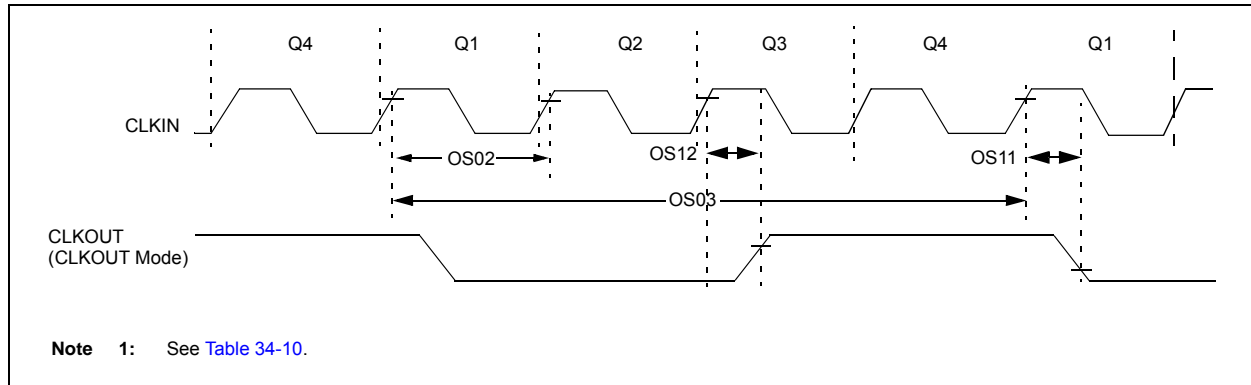 Q4 Q1 Q2 Q3 Q4 Q1
CLKIN
OS02
OS12
OS11
OS03
CLKOUT
(CLKOUT Mode)
Note 1: See Table 34-10.